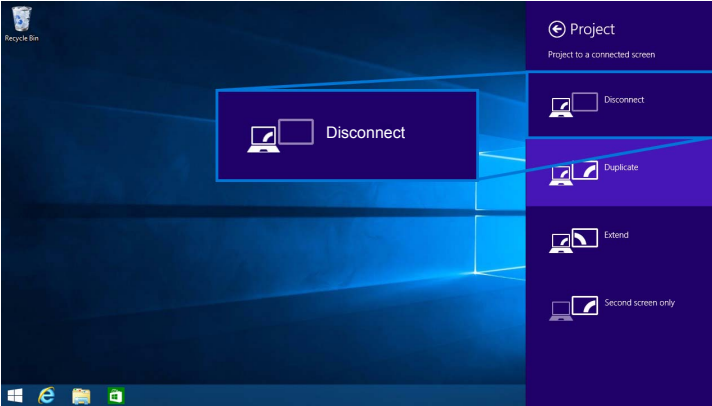 Recycle Bin
Project
Project to a connected screen
Disconnect
Disconnect
Duplicate
Extend
Second screen only